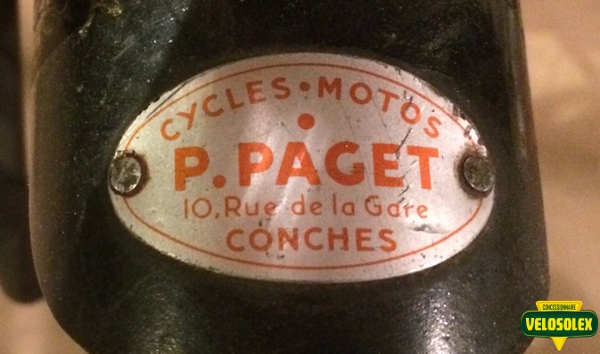 CYCLES•MOTOS
P.PAGET
10, Rue de la Gare
CONCHES
CONCESSIONNAIRE
VELOSOLEX